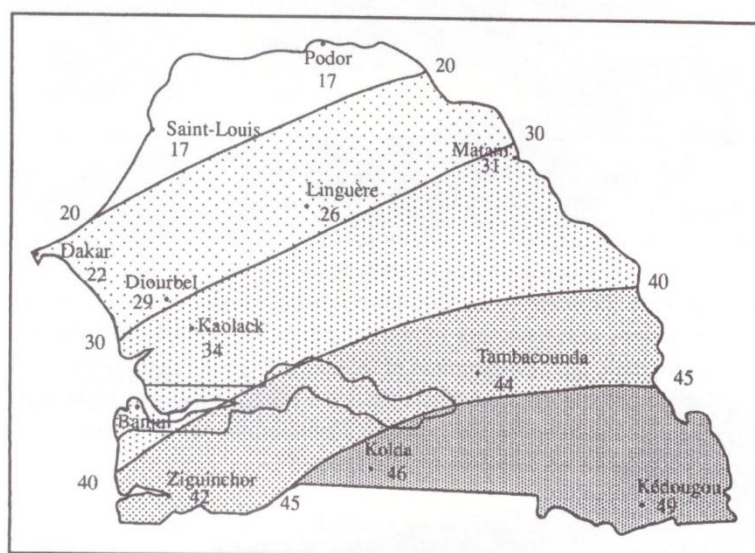 Podor
17
20
Saint-Louis
17
30
Matam
31
Linguère
26
20
Dakar
22
Diourbel
29
40
30
Kaolack
34
Tambacounda
44
45
Banjul
Kolda
46
40
Ziguinchor
42
45
Kédougou
49